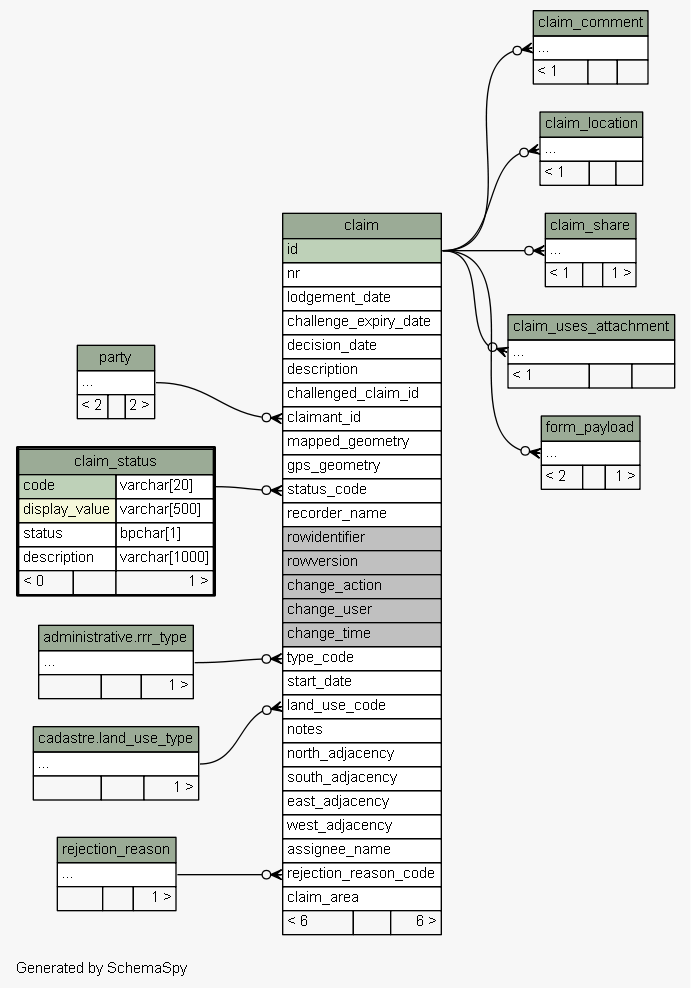 claim_comment
...
< 1
claim_location
...
< 1
claim_share
...
< 1 1 >
claim_uses_attachment
...
< 1
form_payload
...
< 2 1 >
claim
id
nr
lodgement_date
challenge_expiry_date
decision_date
description
challenged_claim_id
claimant_id
mapped_geometry
gps_geometry
status_code
recorder_name
rowidentifier
rowversion
change_action
change_user
change_time
type_code
start_date
land_use_code
notes
north_adjacency
south_adjacency
east_adjacency
west_adjacency
assignee_name
rejection_reason_code
claim_area
< 6 6 >
party
...
< 2 2 >
claim_status
code varchar[20]
display_value varchar[500]
status bpchar[1]
description varchar[1000]
< 0 1 >
administrative.rrr_type
...
1 >
cadastre.land_use_type
...
1 >
rejection_reason
...
1 >
Generated by SchemaSpy